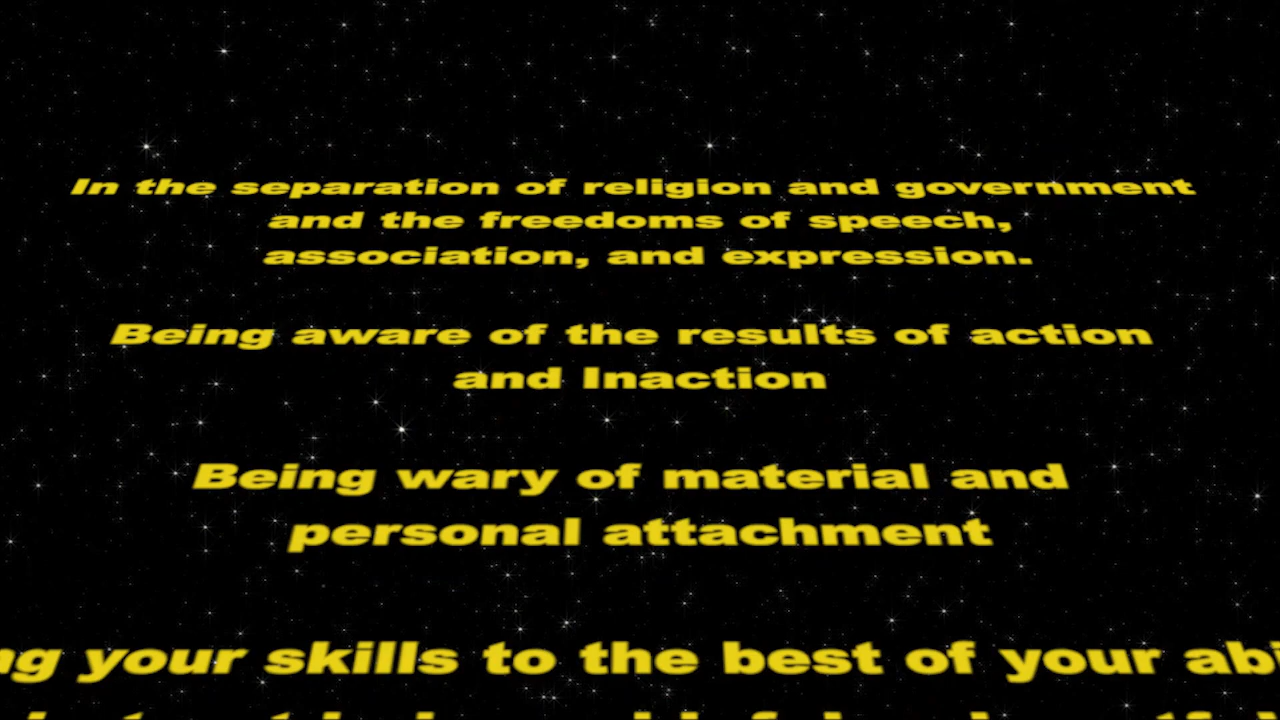 In the separation of religion and government
and the freedoms of speech,
association, and expression.
Being aware of the results of action
and Inaction
Being wary of material and
personal attachment
your skills to the best of your